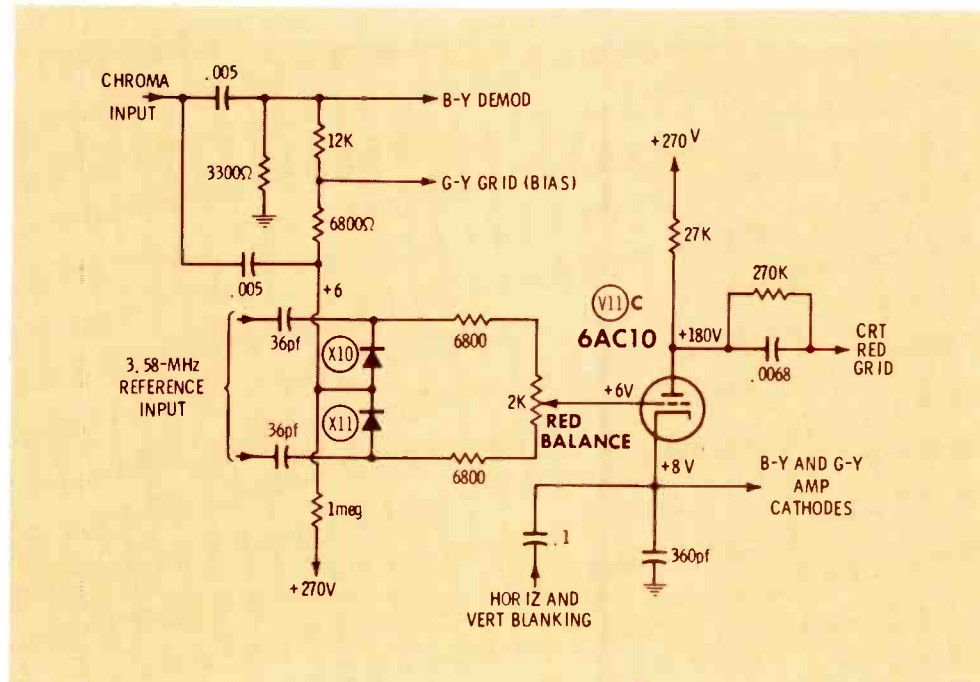 CHROMA
INPUT
.005
B-Y DEMOD
12K
3300Ω
G-Y GRID (BIAS)
6800Ω
.005
+6
36pf
X10
3.58-MHz
REFERENCE
INPUT
X11
36pf
6800
2K
RED
BALANCE
6800
1meg
+270V
+270V
27K
270K
V11 C
6AC10
+180V
.0068
CRT
RED
GRID
+6V
+8V
B-Y AND G-Y
AMP
CATHODES
.1
360pf
HORIZ AND
VERT BLANKING